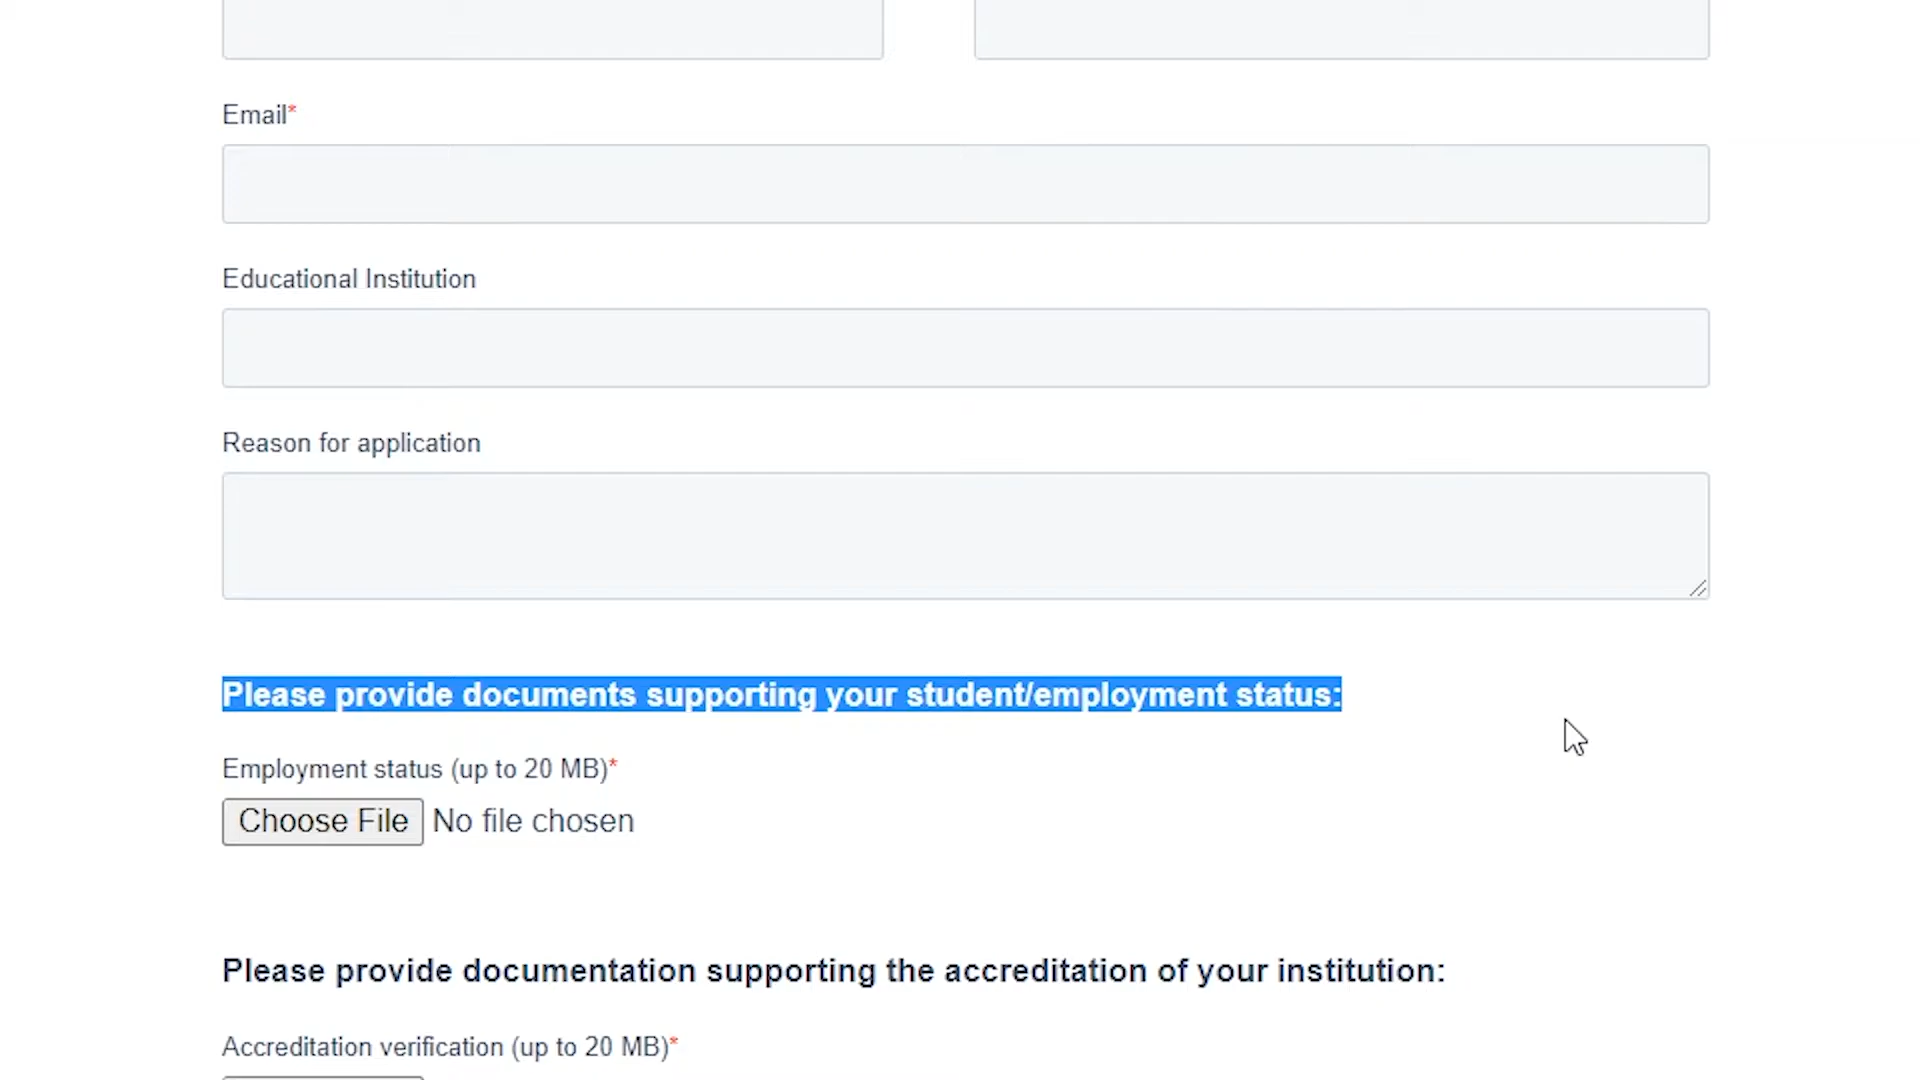 Email*
Educational Institution
Reason for application
Please provide documents supporting your student/employment status:
Employment status (up to 20 MB)*
Choose File No file chosen
Please provide documentation supporting the accreditation of your institution:
Accreditation verification (up to 20 MB)*